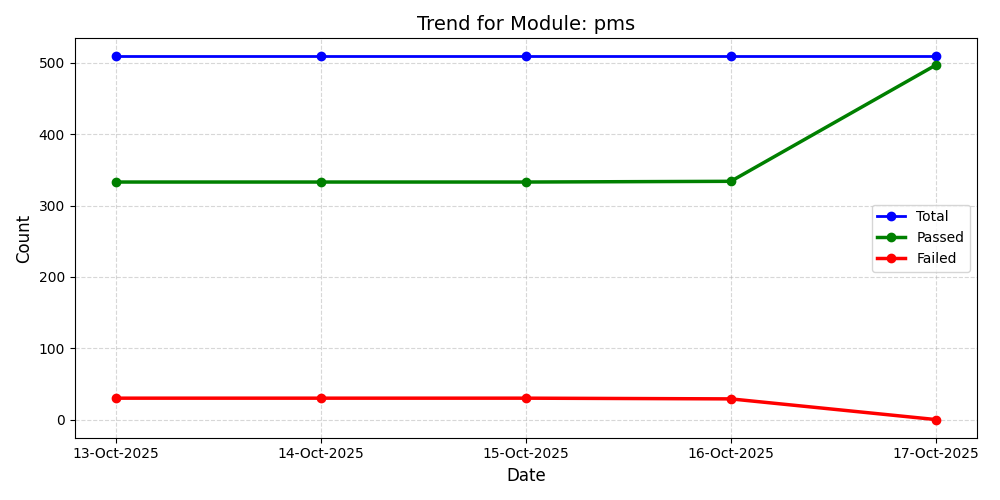 Trend for Module: pms
500
400
300
200
100
0
Count
Total
Passed
Failed
13-Oct-2025
14-Oct-2025
15-Oct-2025
16-Oct-2025
17-Oct-2025
Date